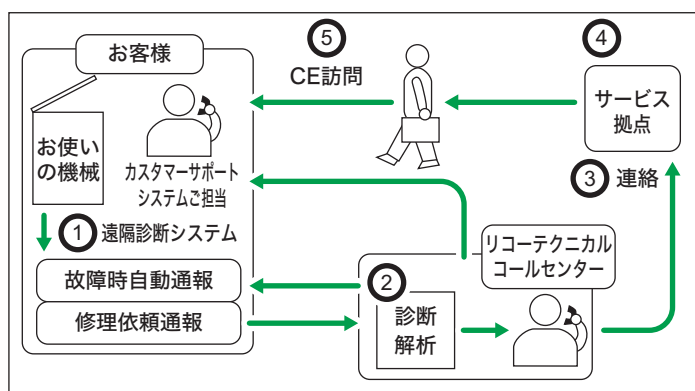 お客様
お使い
の機械
カスタマーサポート
システムご担当
① 遠隔診断システム
故障時自動通報
修理依頼通報
②
診断
解析
リコーテクニカル
コールセンター
③ 連絡
④
サービス
拠点
⑤
CE訪問